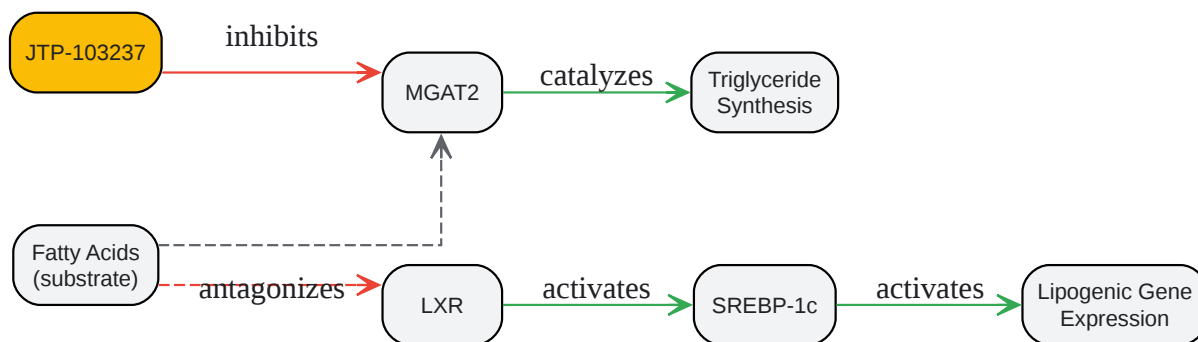 JTP-103237
inhibits
MGAT2
catalyzes
Triglyceride
Synthesis
Fatty Acids
(substrate)
antagonizes
LXR
activates
SREBP-1c
activates
Lipogenic Gene
Expression